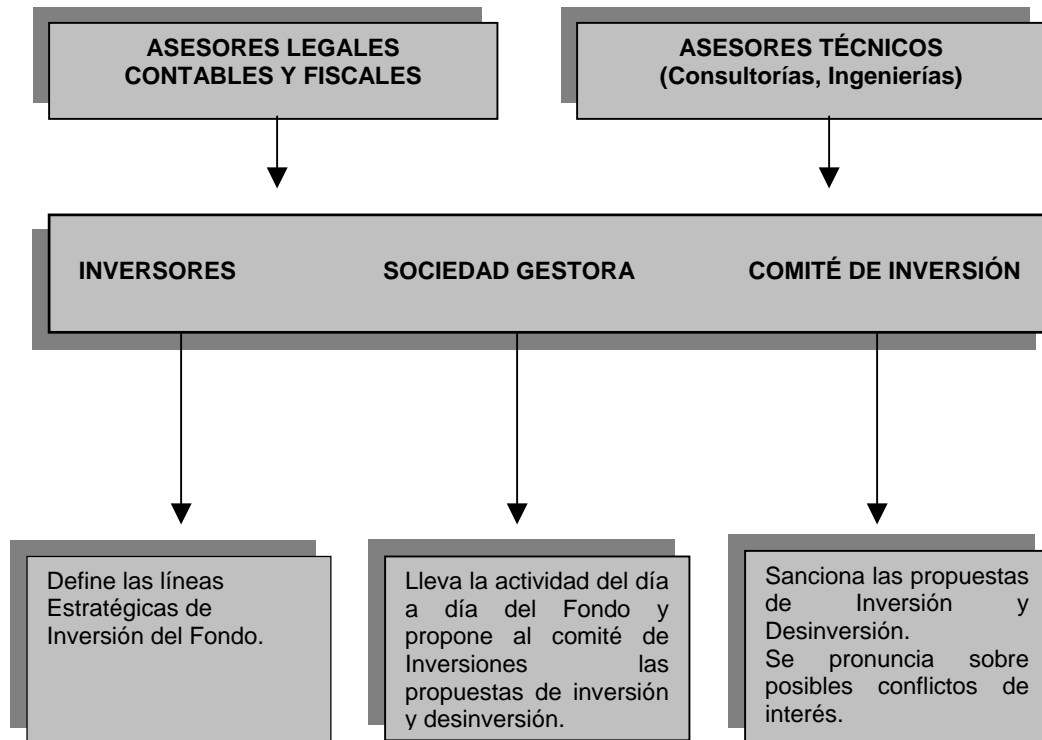 ASESORES LEGALES
CONTABLES Y FISCALES
ASESORES TÉCNICOS
(Consultorías, Ingenierías)
INVERSORES
SOCIEDAD GESTORA
COMITÉ DE INVERSIÓN
Define las líneas
Estratégicas de
Inversión del Fondo.
Lleva la actividad del día
a día del Fondo y
propone al comité de
Inversiones las
propuestas de inversión
y desinversión.
Sanciona las propuestas
de Inversión y
Desinversión.
Se pronuncia sobre
posibles conflictos de
interés.